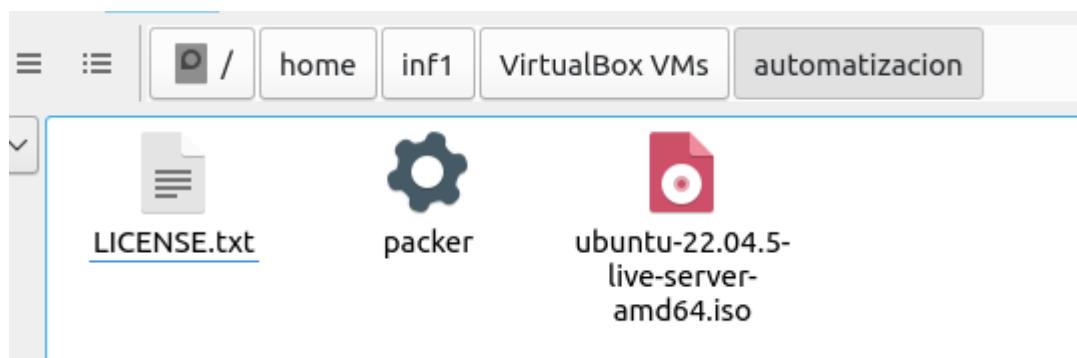 / home inf1 VirtualBox VMs automatizacion
LICENSE.txt packer ubuntu-22.04.5-
live-server-
amd64.iso